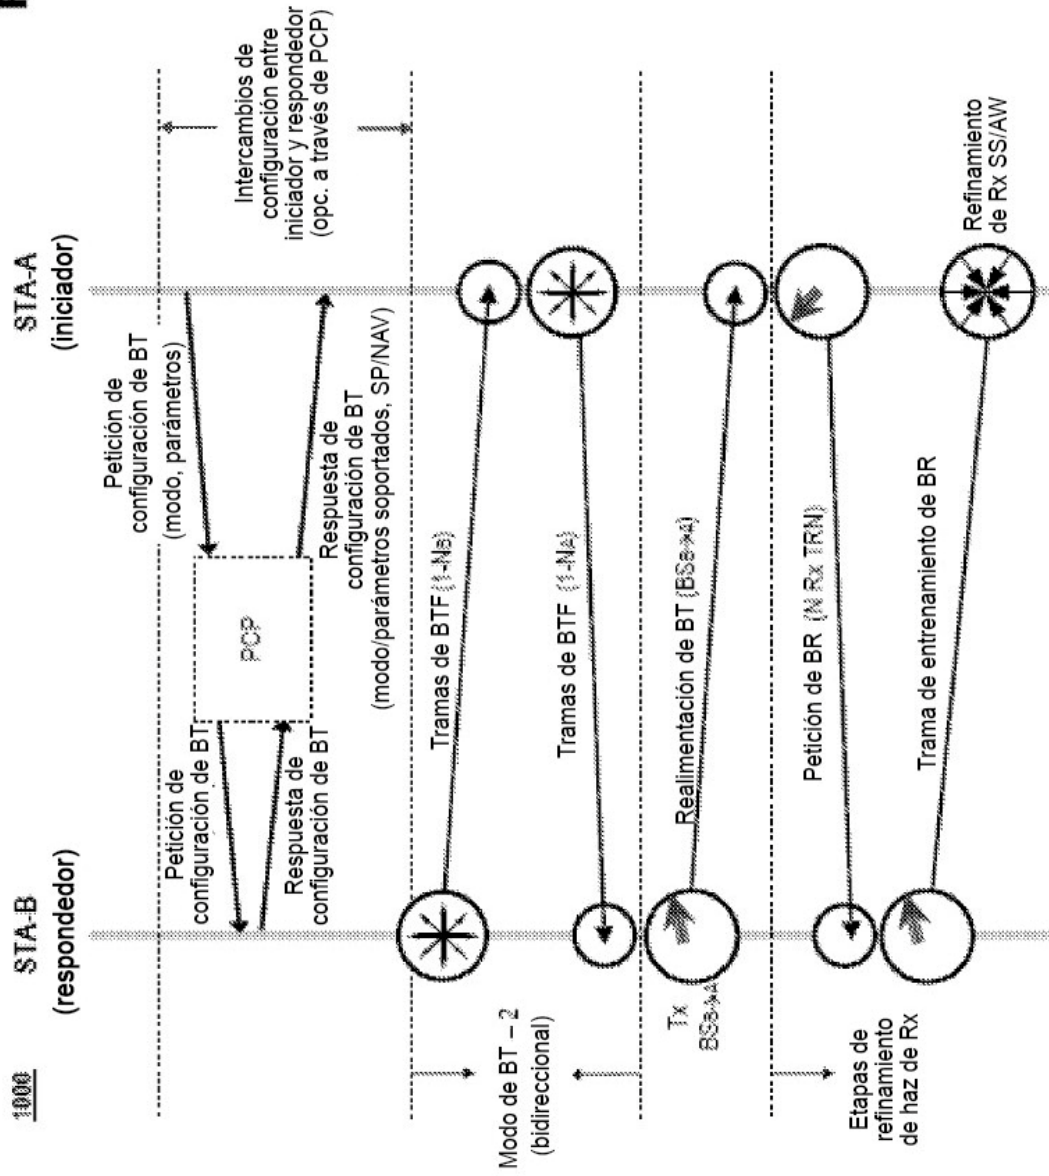 1000
STA-B
(respondedor)
STA-A
(iniciador)
Petición de
configuración de BT
(modo, parámetros)
Intercambios de
configuración entre
iniciador y respondedor
(opc. a través de PCP)
PCP
Petición de
configuración de BT
Respuesta de
configuración de BT
Respuesta de
configuración de BT
(modo/parámetros soportados, SP/NAV)
Modo de BT – 2
(bidireccional)
Tramas de BTF (1-NB)
Tramas de BTF (1-NA)
Tx
Realimentación de BT
Petición de BR (N Rx TRN)
Etapas de
refinamiento
de haz de Rx
Trama de entrenamiento de BR
Refinamiento
de Rx SS/AW